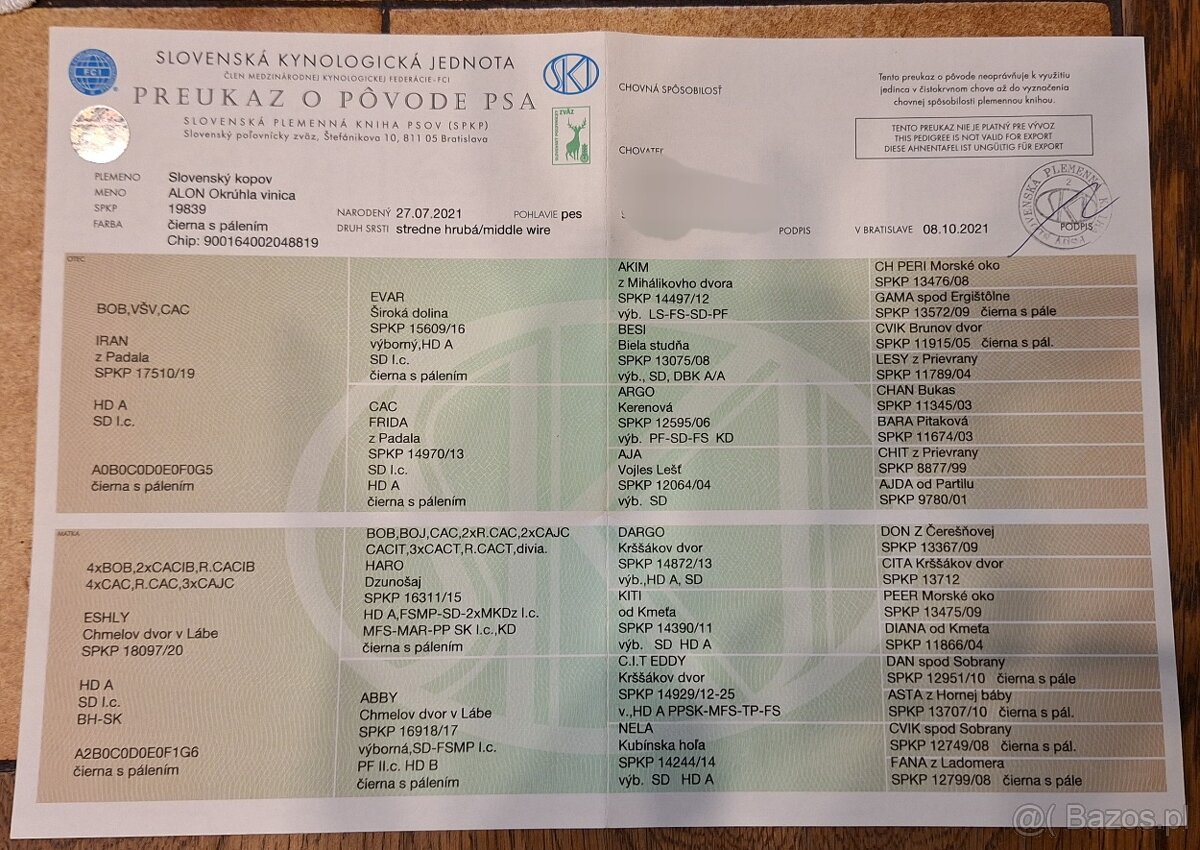 FCI
SLOVENSKÁ KYNOLOGICKÁ JEDNOTA
ČLEN MEDZINÁRODNEJ KYNOLOGICKEJ FEDERÁCIE-FCI
PREUKAZ O PÔVODE PSA
SLOVENSKÁ PLEMENNÁ KNIHA PSOV (SPKP)
Slovenský poľovnícky zväz, Štefánikova 10, 811 05 Bratislava
SKJ
ZVÄZ
PLEMENO Slovenský kopov
MENO ALON Okrúhla vinica
SPKP 19839
FARBA čierna s pálením
Chip: 900164002048819
NARODENÝ 27.07.2021 POHLAVIE pes
DRUH SRSTI stredne hrubá/middle wire
CHOVNÁ SPÔSOBILOSŤ
CHOVATEĽ
Tento preukaz o pôvode neoprávňuje k využitiu
jedinca v čistokrvnom chove až do vyznačenia
chovnej spôsobilosti plemennou knihou.
TENTO PREUKAZ NIE JE PLATNÝ PRE VÝVOZ
THIS PEDIGREE IS NOT VALID FOR EXPORT
DIESE AHNENTAFEL IST UNGÜLTIG FÜR EXPORT
PODPIS
V BRATISLAVE 08.10.2021
PODPIS
OTEC
BOB,VŠV,CAC
IRAN
z Padala
SPKP 17510/19
HD A
SD I.c.
A0B0C0D0E0F0G5
čierna s pálením
EVAR
Široká dolina
SPKP 15609/16
výborný,HD A
SD I.c.
čierna s pálením
CAC
FRIDA
z Padala
SPKP 14970/13
SD I.c.
HD A
čierna s pálením
AKIM
z Mihálikovho dvora
SPKP 14497/12
výb. LS-FS-SD-PF
BESI
Biela studňa
SPKP 13075/08
výb., SD, DBK A/A
ARGO
Kerenová
SPKP 12595/06
výb. PF-SD-FS KD
AJA
Vojles Lešť
SPKP 12064/04
výb. SD
CH PERI Morské oko
SPKP 13476/08
GAMA spod Ergištôlne
SPKP 13572/09 čierna s pále
CVIK Brunov dvor
SPKP 11915/05 čierna s pál.
LESY z Prievrany
SPKP 11789/04
CHAN Bukas
SPKP 11345/03
BARA Pitaková
SPKP 11674/03
CHIT z Prievrany
SPKP 8877/99
AJDA od Partilu
SPKP 9780/01
MATKA
4xBOB,2xCACIB,R.CACIB
4xCAC,R.CAC,3xCAJC
ESHLY
Chmelov dvor v Lábe
SPKP 18097/20
HD A
SD I.c.
BH-SK
A2B0C0D0E0F1G6
čierna s pálením
BOB,BOJ,CAC,2xR.CAC,2xCAJC
CACIT,3xCACT,R.CACT,divia.
HARO
Dzunošaj
SPKP 16311/15
HD A,FSMP-SD-2xMKDz I.c.
MFS-MAR-PP SK I.c.,KD
čierna s pálením
ABBY
Chmelov dvor v Lábe
SPKP 16918/17
výborná,SD-FSMP I.c.
PF II.c. HD B
čierna s pálením
DARGO
Krššákov dvor
SPKP 14872/13
výb.,HD A, SD
KITI
od Kmeťa
SPKP 14390/11
výb. SD HD A
C.I.T EDDY
Krššákov dvor
SPKP 14929/12-25
v.,HD A PPSK-MFS-TP-FS
NELA
Kubínska hoľa
SPKP 14244/14
výb. SD HD A
DON Z Čerešňovej
SPKP 13367/09
CITA Krššákov dvor
SPKP 13712
PEER Morské oko
SPKP 13475/09
DIANA od Kmeťa
SPKP 11866/04
DAN spod Sobrany
SPKP 12951/10 čierna s pále
ASTA z Hornej báby
SPKP 13707/10 čierna s pál.
CVIK spod Sobrany
SPKP 12749/08 čierna s pál.
FANA z Ladomera
SPKP 12799/08 čierna s pále
@( Bazos.pl